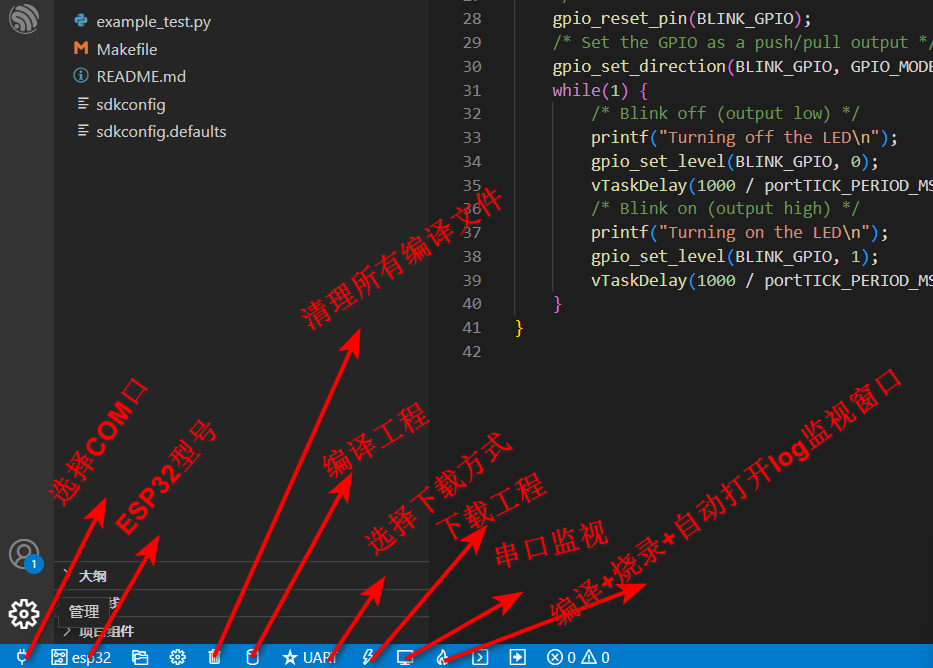 example_test.py
Makefile
README.md
sdkconfig
sdkconfig.defaults
28 gpio_reset_pin(BLINK_GPIO);
29 /* Set the GPIO as a push/pull output */
30 gpio_set_direction(BLINK_GPIO, GPIO_MODE
31 while(1) {
32 /* Blink off (output low) */
33 printf("Turning off the LED\n");
34 gpio_set_level(BLINK_GPIO, 0);
35 vTaskDelay(1000 / portTICK_PERIOD_MS
36 /* Blink on (output high) */
37 printf("Turning on the LED\n");
38 gpio_set_level(BLINK_GPIO, 1);
39 vTaskDelay(1000 / portTICK_PERIOD_MS
40 }
41 }
42
清理所有编译文件
选择COM口
ESP32型号
编译工程
选择下载方式
下载工程
串口监视
编译+烧录+自动打开log监视窗口
1
大纲
线
管理
项目组件
esp32
UART
0 0